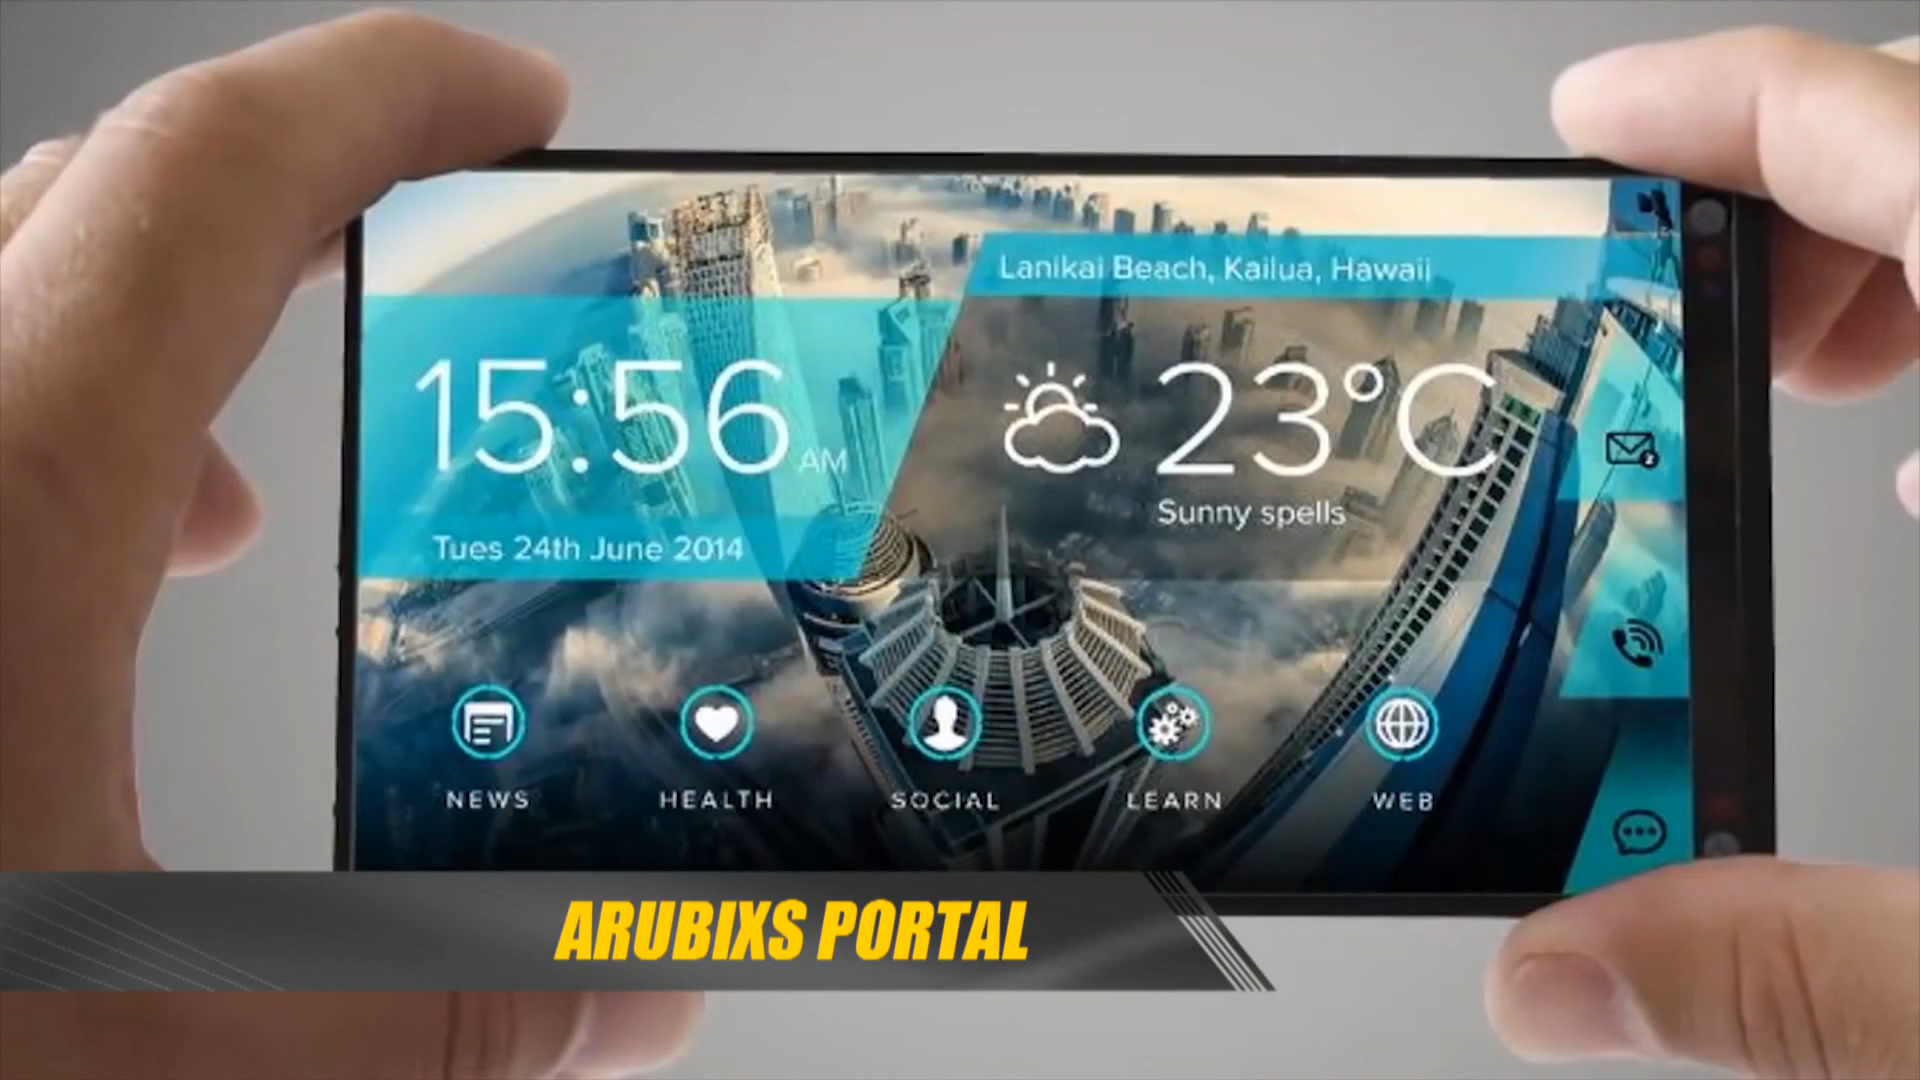 Lanikai Beach, Kailua, Hawaii
15:56 AM
23°C
Sunny spells
Tues 24th June 2014
2
NEWS
HEALTH
SOCIAL
LEARN
WEB
ARUBIXS PORTAL